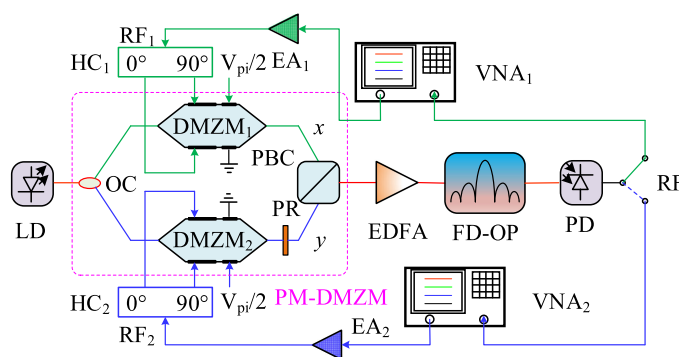 RF₁
EA₁
VNA₁
HC₁ 0° 90° Vpi/2
DMZM₁ x
PBC
LD OC PR EDFA FD-OP PD RF
DMZM₂ y
HC₂ 0° 90° Vpi/2 PM-DMZM
VNA₂
RF₂ EA₂